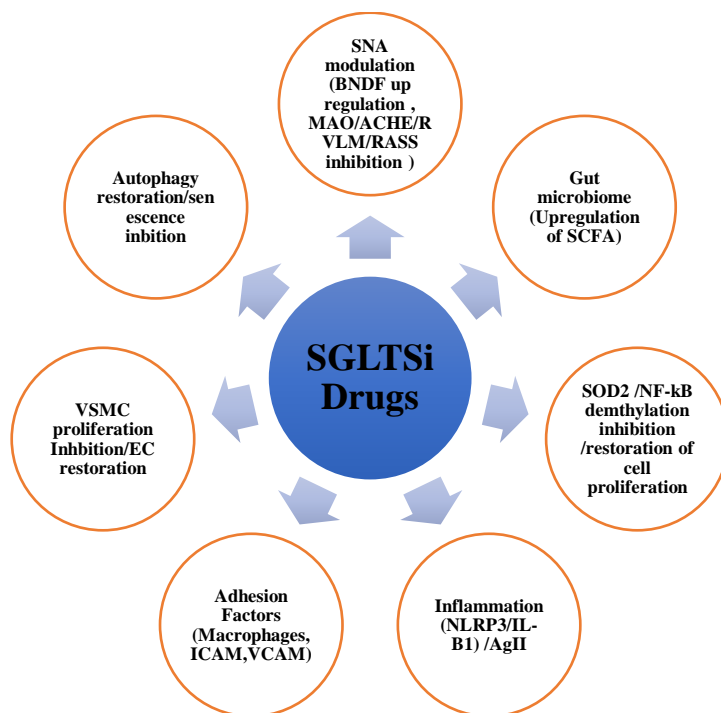 SNA
modulation
(BNDF up
regulation ,
MAO/ACHE/R
VLM/RASS
inhibition )
Gut
microbiome
(Upregulation
of SCFA)
SOD2 /NF-kB
demthylation
inhibition
/restoration of
cell
proliferation
Inflammation
(NLRP3/IL-
B1) /AgII
Adhesion
Factors
(Macrophages,
ICAM,VCAM)
VSMC
proliferation
Inhbition/EC
restoration
Autophagy
restoration/sen
escence
inbition
SGLTSi
Drugs